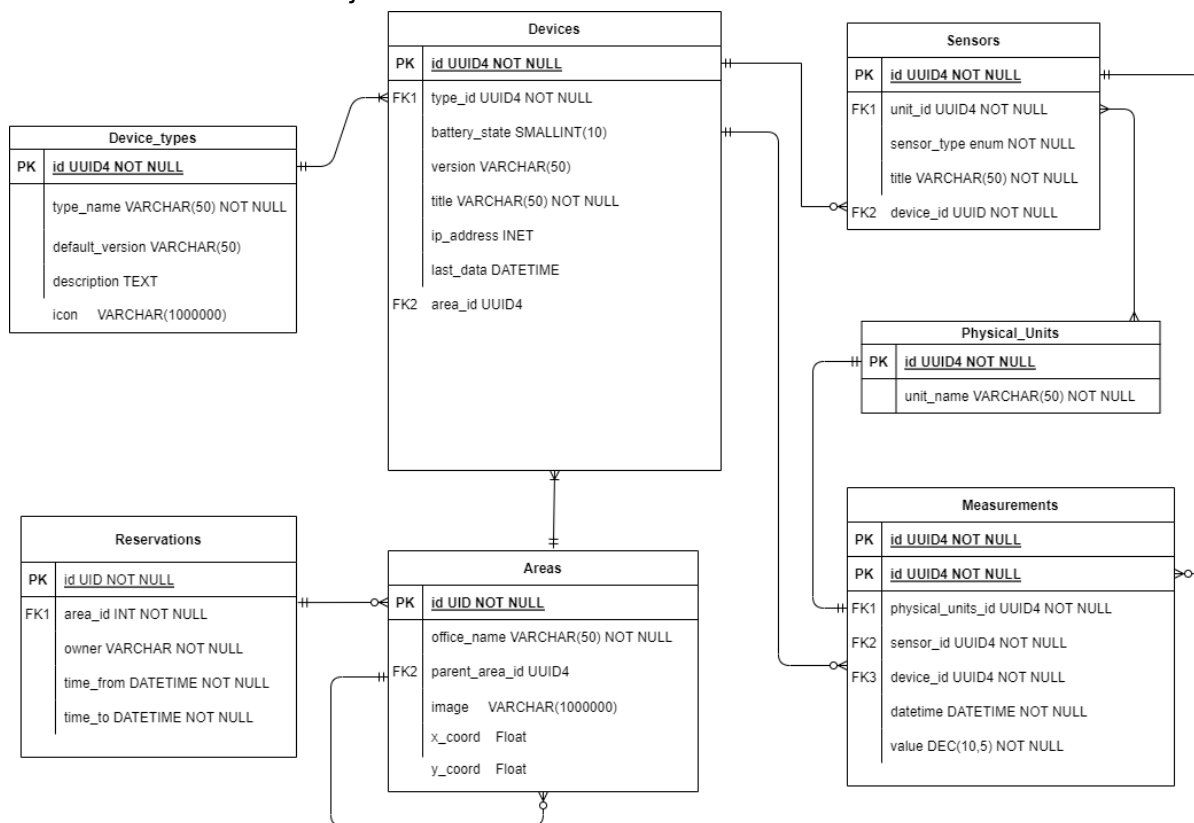 Devices
PK id UUID4 NOT NULL
FK1 type_id UUID4 NOT NULL
battery_state SMALLINT(10)
version VARCHAR(50)
title VARCHAR(50) NOT NULL
ip_address INET
last_data DATETIME
FK2 area_id UUID4
Sensors
PK id UUID4 NOT NULL
FK1 unit_id UUID4 NOT NULL
sensor_type enum NOT NULL
title VARCHAR(50) NOT NULL
FK2 device_id UUID NOT NULL
Device_types
PK id UUID4 NOT NULL
type_name VARCHAR(50) NOT NULL
default_version VARCHAR(50)
description TEXT
icon VARCHAR(1000000)
Physical_Units
PK id UUID4 NOT NULL
unit_name VARCHAR(50) NOT NULL
Reservations
PK id UID NOT NULL
FK1 area_id INT NOT NULL
owner VARCHAR NOT NULL
time_from DATETIME NOT NULL
time_to DATETIME NOT NULL
Areas
PK id UID NOT NULL
office_name VARCHAR(50) NOT NULL
FK2 parent_area_id UUID4
image VARCHAR(1000000)
x_coord Float
y_coord Float
Measurements
PK id UUID4 NOT NULL
PK id UUID4 NOT NULL
FK1 physical_units_id UUID4 NOT NULL
FK2 sensor_id UUID4 NOT NULL
FK3 device_id UUID4 NOT NULL
datetime DATETIME NOT NULL
value DEC(10,5) NOT NULL